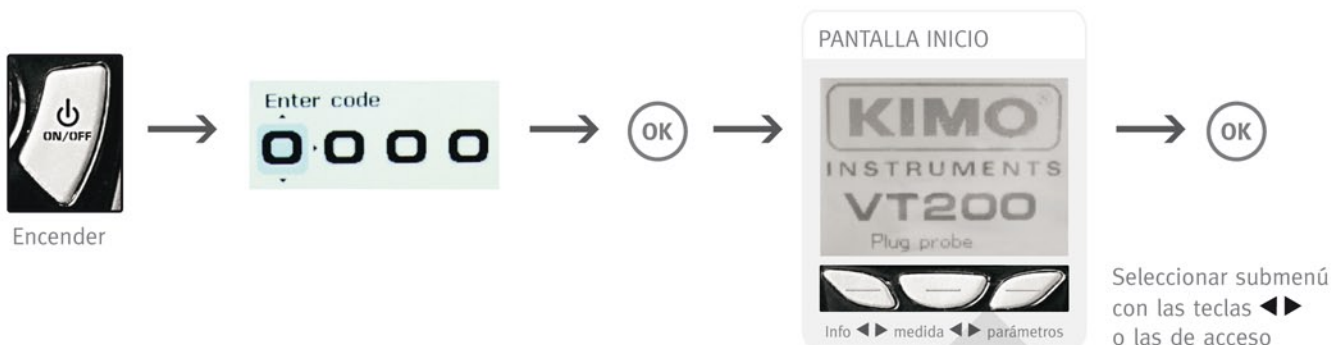 ON/OFF
Encender
Enter code
0 0 0 0
OK
PANTALLA INICIO
KIMO®
INSTRUMENTS
VT200
Plug probe
Info ◀▶ medida ◀▶ parámetros
OK
Seleccionar submenú
con las teclas ◀▶
o las de acceso